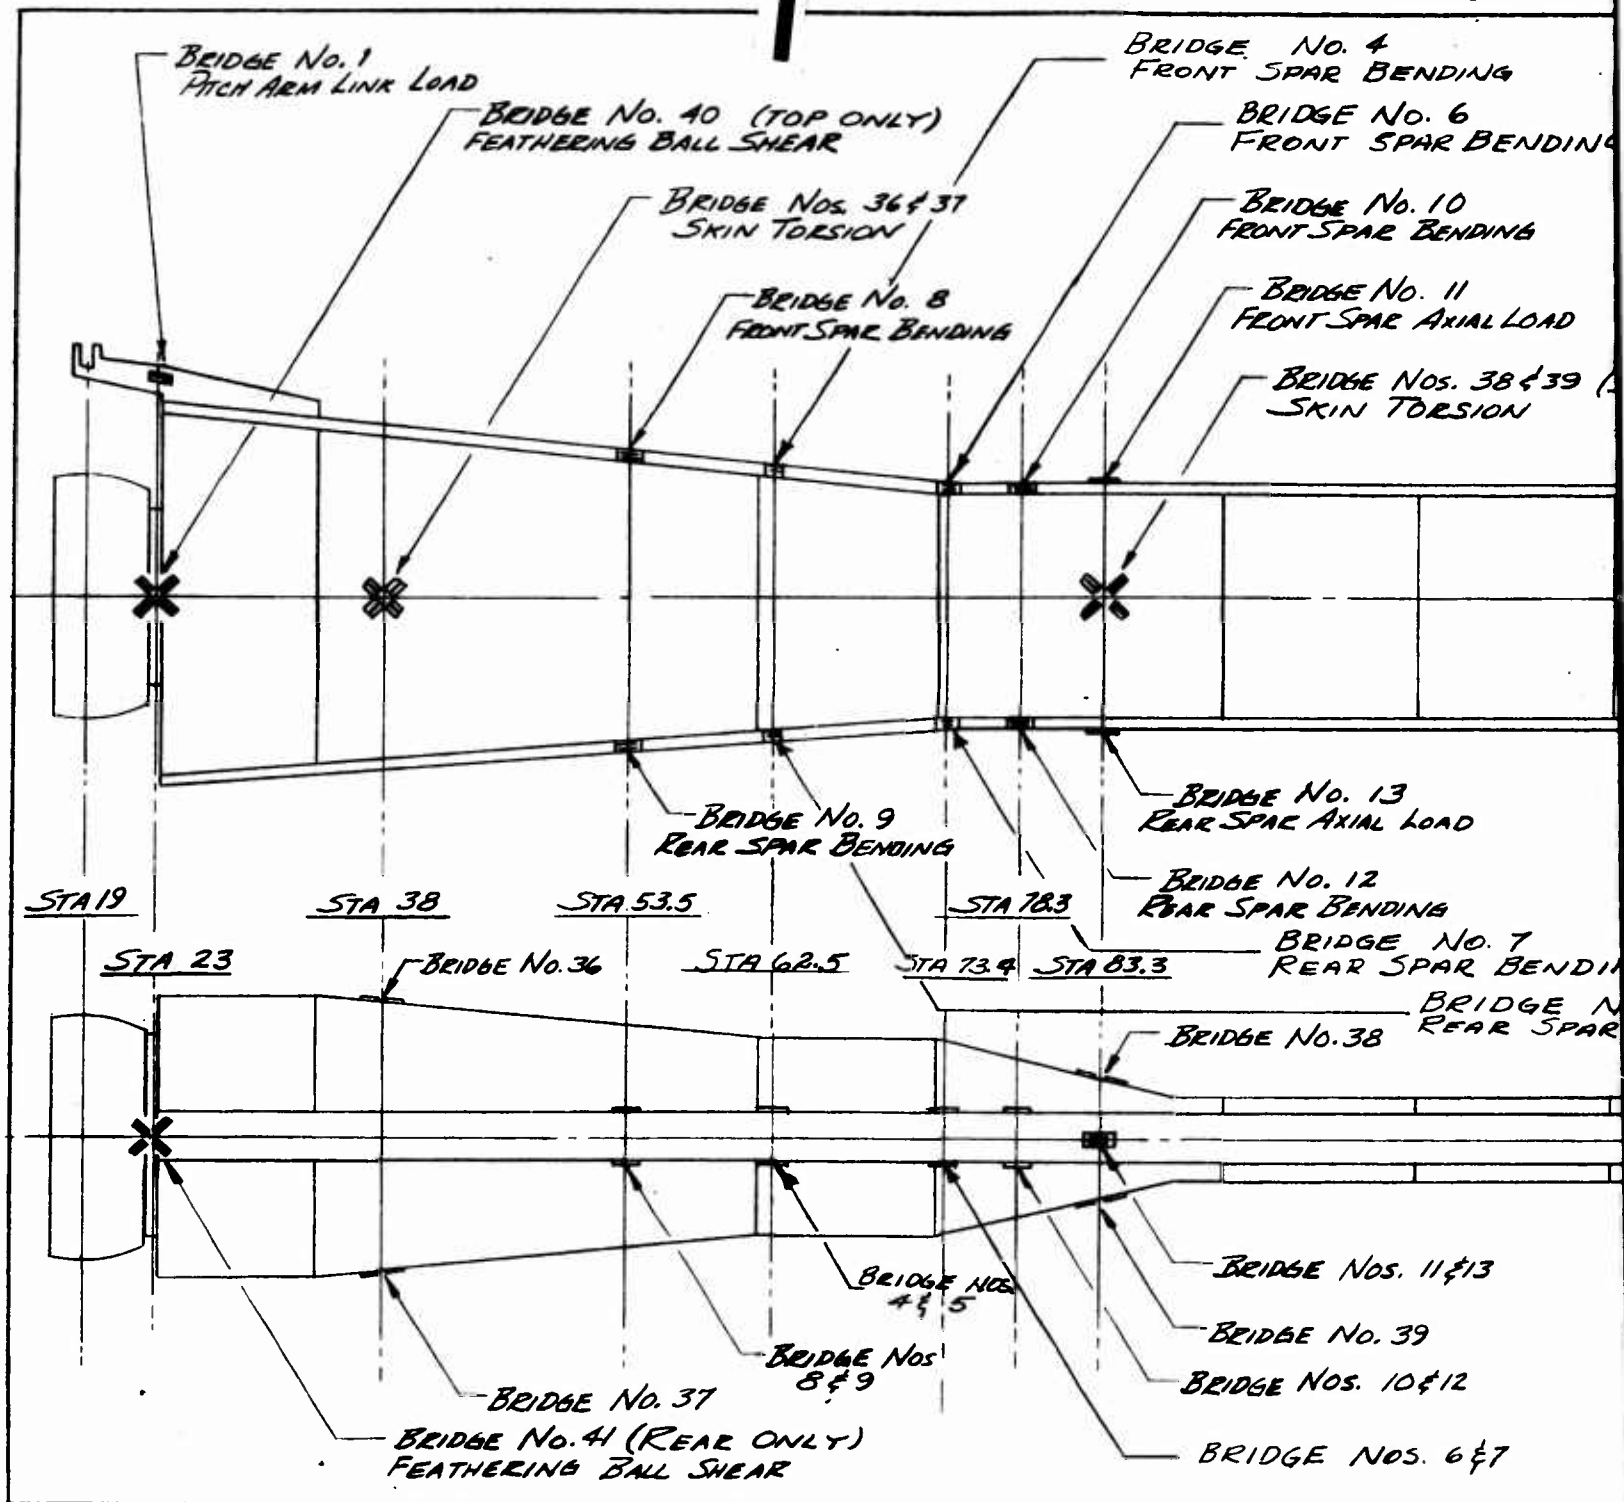 BRIDGE No. 1
PITCH ARM LINK LOAD
BRIDGE No. 40 (TOP ONLY)
FEATHERING BALL SHEAR
BRIDGE Nos. 36 & 37
SKIN TORSION
BRIDGE No. 8
FRONT SPAR BENDING
BRIDGE No. 4
FRONT SPAR BENDING
BRIDGE No. 6
FRONT SPAR BENDING
BRIDGE No. 10
FRONT SPAR BENDING
BRIDGE No. 11
FRONT SPAR AXIAL LOAD
BRIDGE Nos. 38 & 39 (
SKIN TORSION
BRIDGE No. 9
REAR SPAR BENDING
BRIDGE No. 13
REAR SPAR AXIAL LOAD
BRIDGE No. 12
REAR SPAR BENDING
BRIDGE No. 7
REAR SPAR BENDIN
BRIDGE N
REAR SPAR
STA 19
STA 23
STA 38
STA 53.5
STA 62.5
STA 73.4
STA 78.3
STA 83.3
BRIDGE No. 36
BRIDGE No. 38
BRIDGE NOS.
4 & 5
BRIDGE Nos
8 & 9
BRIDGE No. 37
BRIDGE No. 41 (REAR ONLY)
FEATHERING BALL SHEAR
BRIDGE Nos. 11 & 13
BRIDGE No. 39
BRIDGE Nos. 10 & 12
BRIDGE NOS. 6 & 7